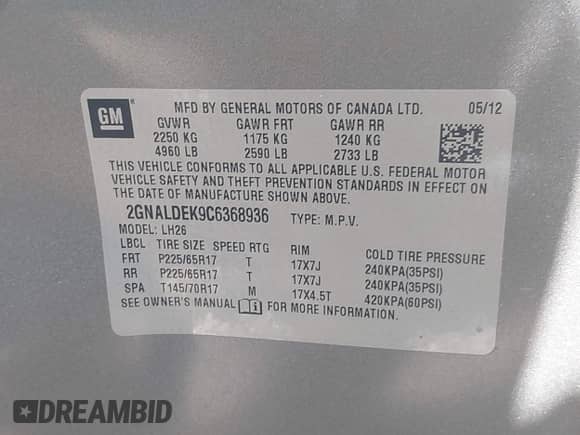 GM
MFD BY GENERAL MOTORS OF CANADA LTD. 05/12
GVWR GAWR FRT GAWR RR
2250 KG 1175 KG 1240 KG
4960 LB 2590 LB 2733 LB
THIS VEHICLE CONFORMS TO ALL APPLICABLE U.S. FEDERAL MOTOR
VEHICLE SAFETY AND THEFT PREVENTION STANDARDS IN EFFECT ON
THE DATE OF MANUFACTURE SHOWN ABOVE.
2GNALDEK9C6368936 TYPE: M.P.V.
MODEL: LH26
LBCL TIRE SIZE SPEED RTG RIM COLD TIRE PRESSURE
FRT P225/65R17 T 17X7J 240KPA(35PSI)
RR P225/65R17 T 17X7J 240KPA(35PSI)
SPA T145/70R17 M 17X4.5T 420KPA(60PSI)
SEE OWNER'S MANUAL FOR MORE INFORMATION.
DREAMBID